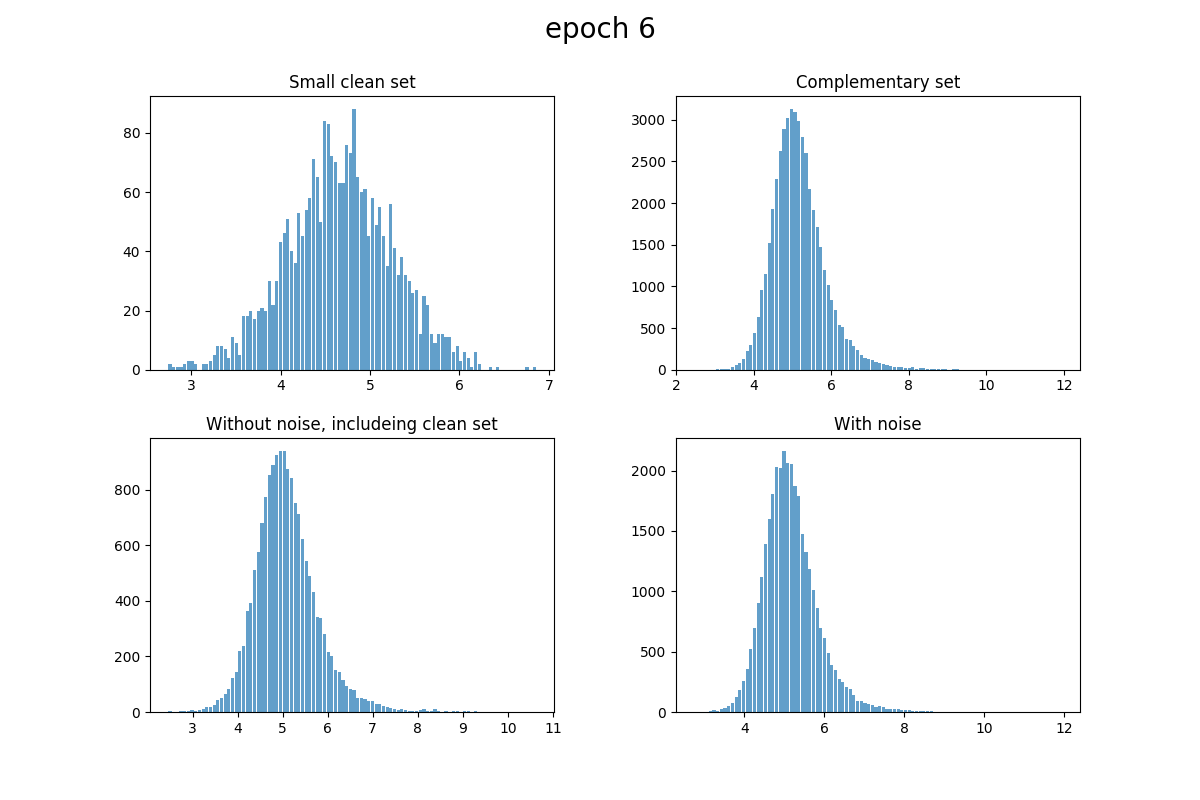 epoch 6
Small clean set
80
60
40
20
0
3 4 5 6 7
Complementary set
3000
2500
2000
1500
1000
500
0
2 4 6 8 10 12
Without noise, includeing clean set
800
600
400
200
0
3 4 5 6 7 8 9 10 11
With noise
2000
1500
1000
500
0
4 6 8 10 12